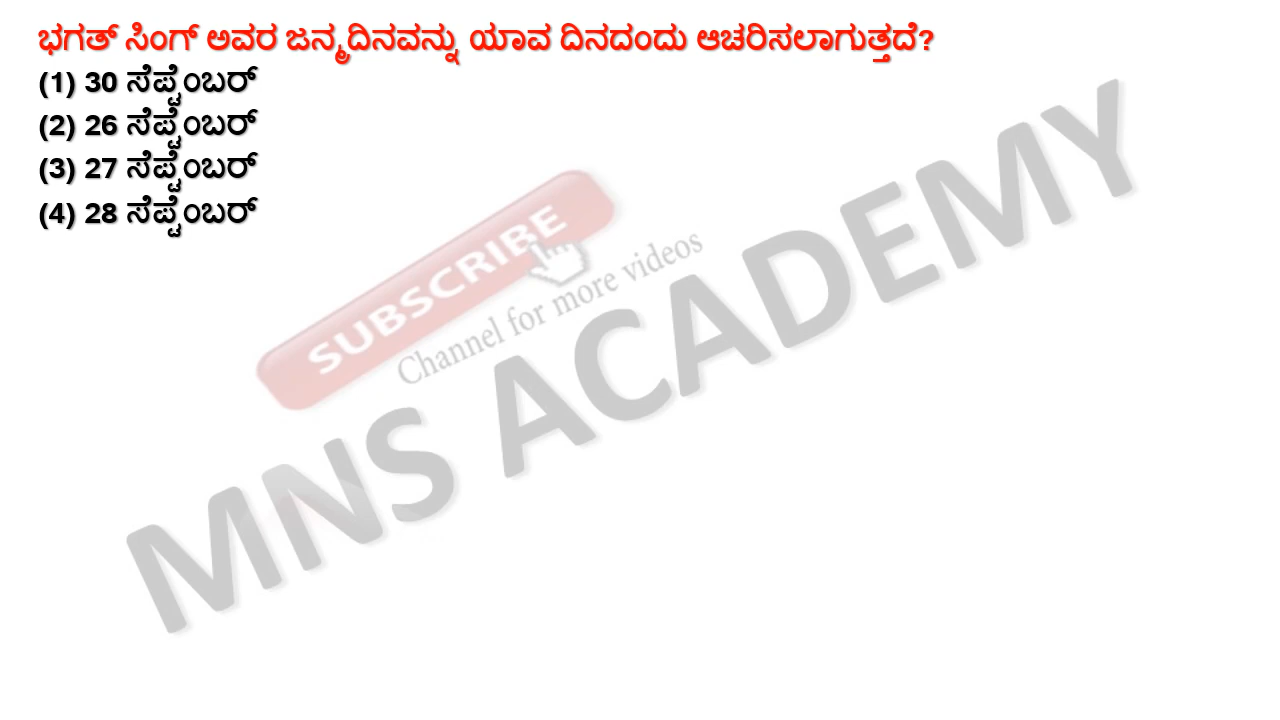 ಭಗತ್ ಸಿಂಗ್ ಅವರ ಜನ್ಮದಿನವನ್ನು ಯಾವ ದಿನದಂದು ಆಚರಿಸಲಾಗುತ್ತದೆ?
(1) 30 ಸೆಪ್ಟೆಂಬರ್
(2) 26 ಸೆಪ್ಟೆಂಬರ್
(3) 27 ಸೆಪ್ಟೆಂಬರ್
(4) 28 ಸೆಪ್ಟೆಂಬರ್
SUBSCRIBE
Channel for more videos
MNS ACADEMY